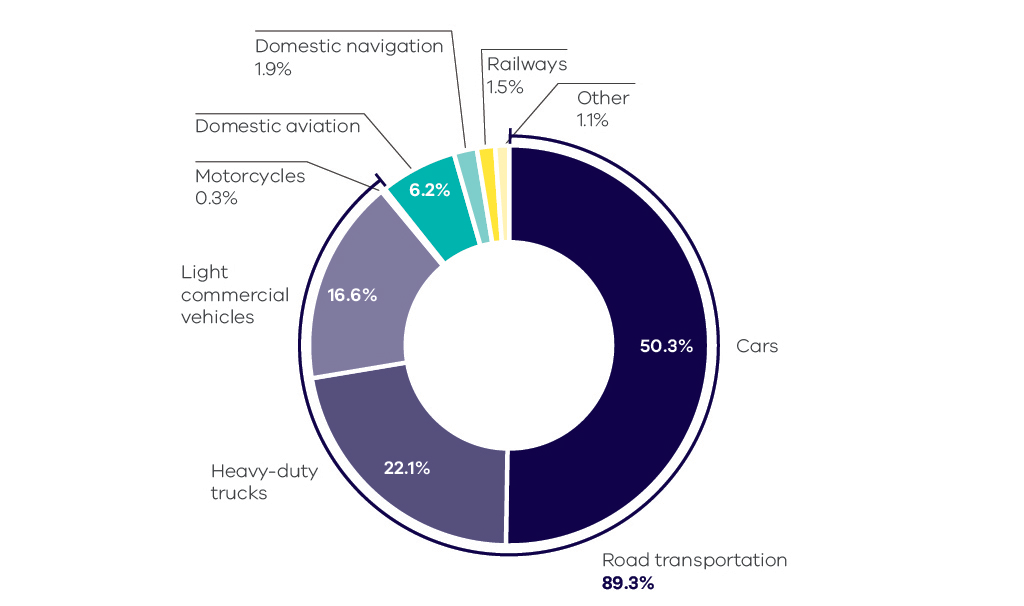 Domestic navigation
1.9%
Railways
1.5%
Other
1.1%
Domestic aviation
6.2%
Motorcycles
0.3%
Light
commercial
vehicles
16.6%
50.3%
Cars
22.1%
Heavy-duty
trucks
Road transportation
89.3%